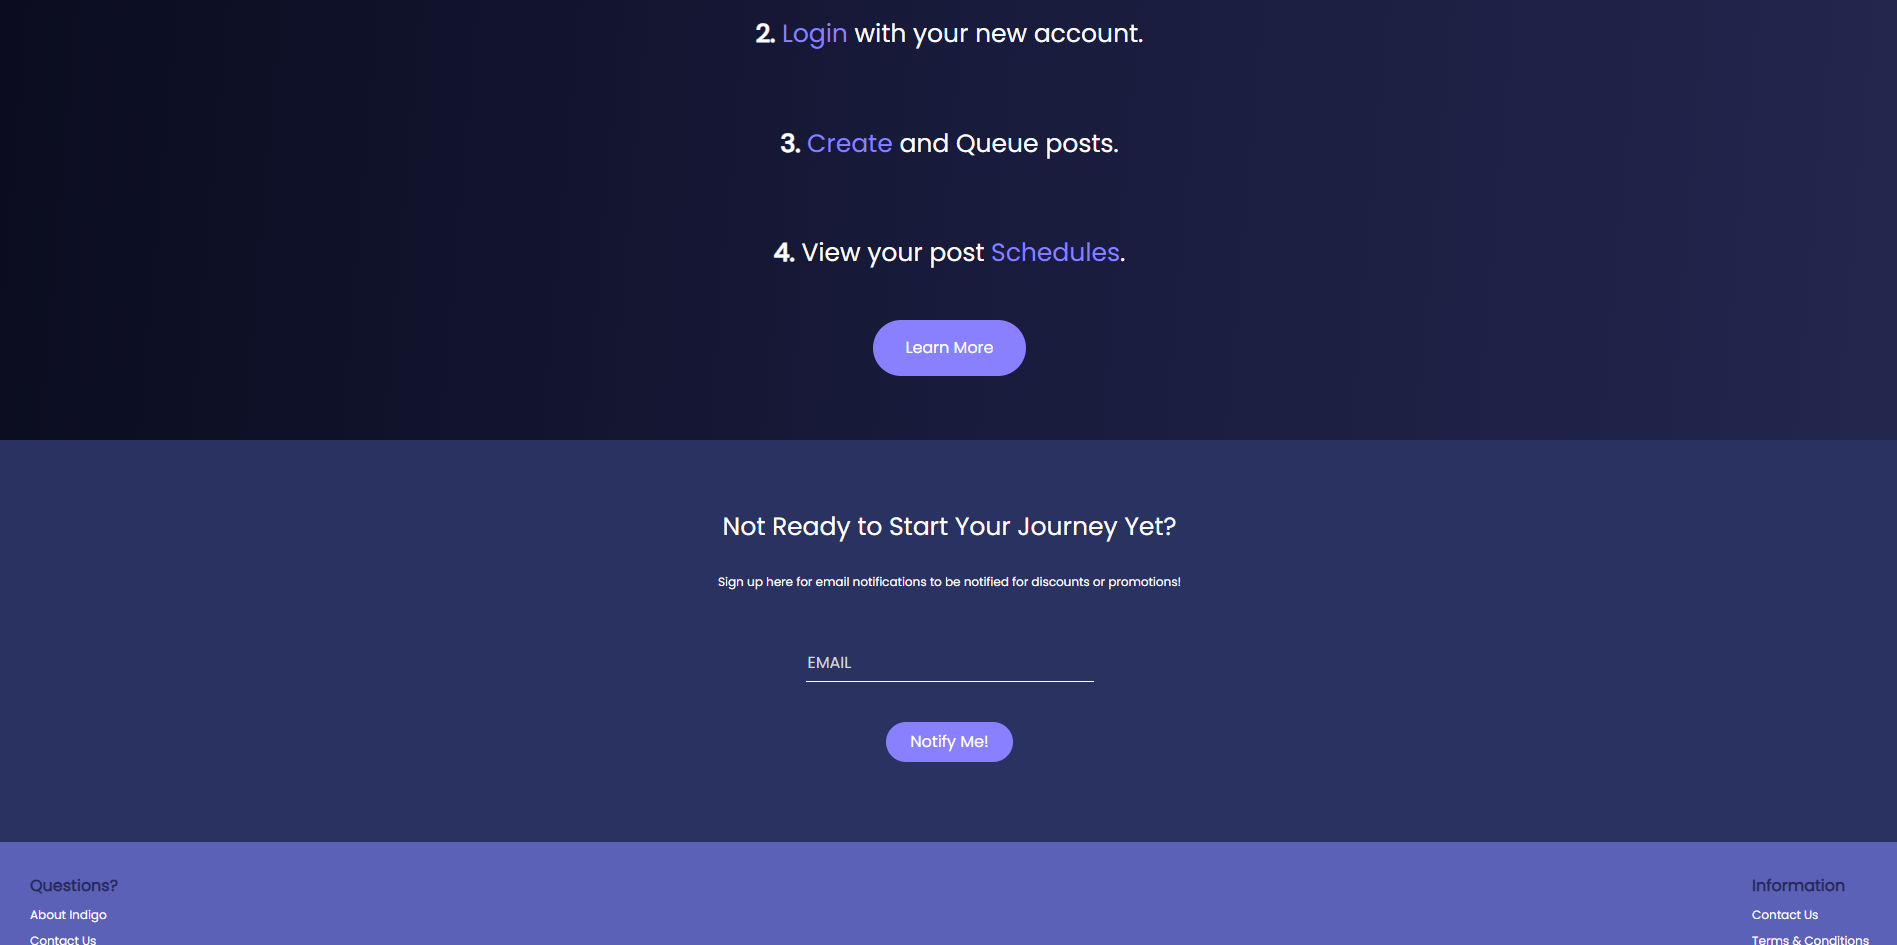 2. Login with your new account.
3. Create and Queue posts.
4. View your post Schedules.
Learn More
Not Ready to Start Your Journey Yet?
Sign up here for email notifications to be notified for discounts or promotions!
EMAIL
Notify Me!
Questions?
About Indigo
Contact Us
Information
Contact Us
Terms & Conditions